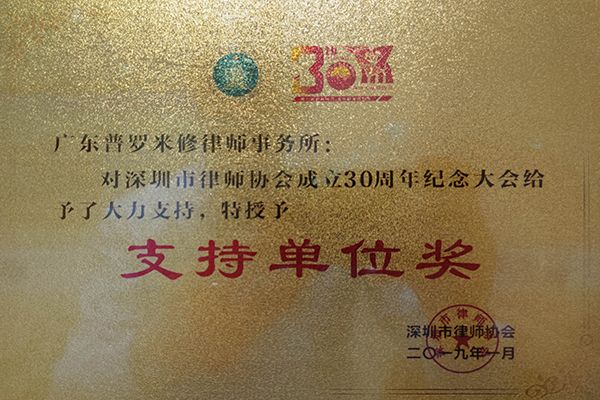 30
广东普罗米修律师事务所：
对深圳市律师协会成立30周年纪念大会给
予了大力支持，特授予
支持单位奖
深圳市律师协会
二〇一九年一月